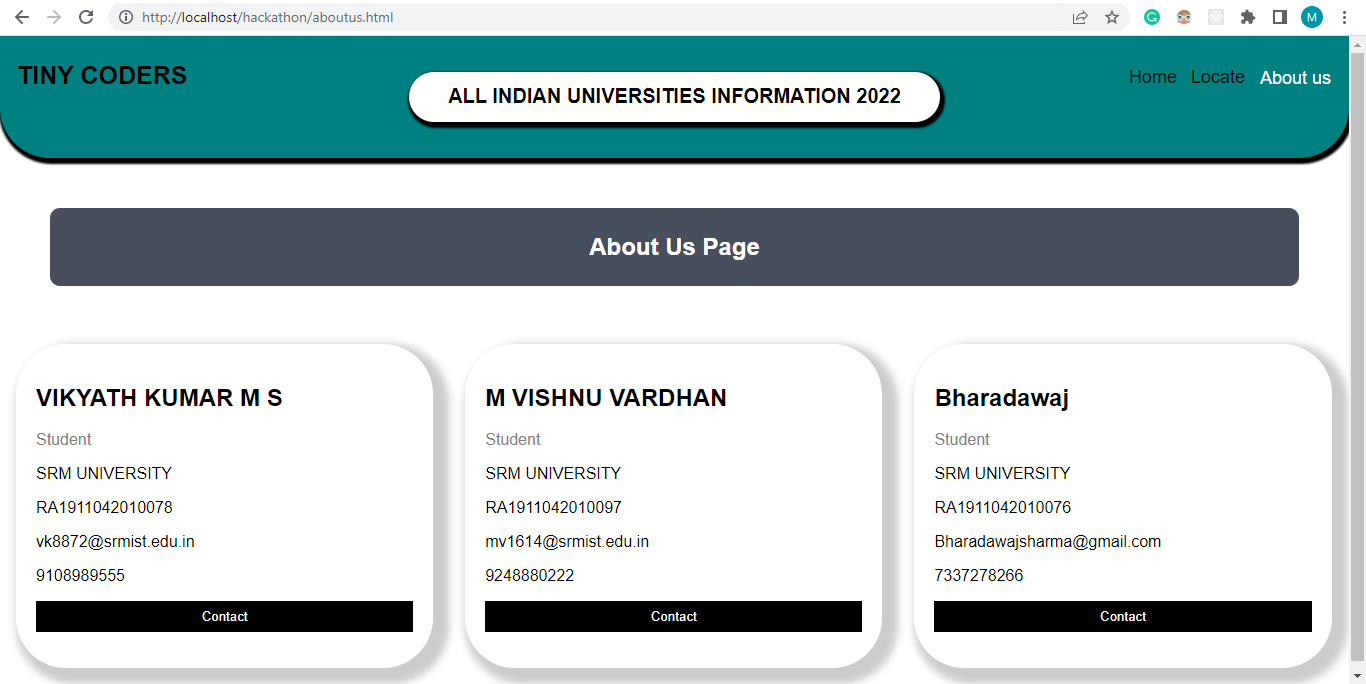 http://localhost/hackathon/aboutus.html
M
TINY CODERS
ALL INDIAN UNIVERSITIES INFORMATION 2022
Home Locate About us
About Us Page
VIKYATH KUMAR M S
Student
SRM UNIVERSITY
RA1911042010078
vk8872@srmist.edu.in
9108989555
Contact
M VISHNU VARDHAN
Student
SRM UNIVERSITY
RA1911042010097
mv1614@srmist.edu.in
9248880222
Contact
Bharadawaj
Student
SRM UNIVERSITY
RA1911042010076
Bharadawajsharma@gmail.com
7337278266
Contact